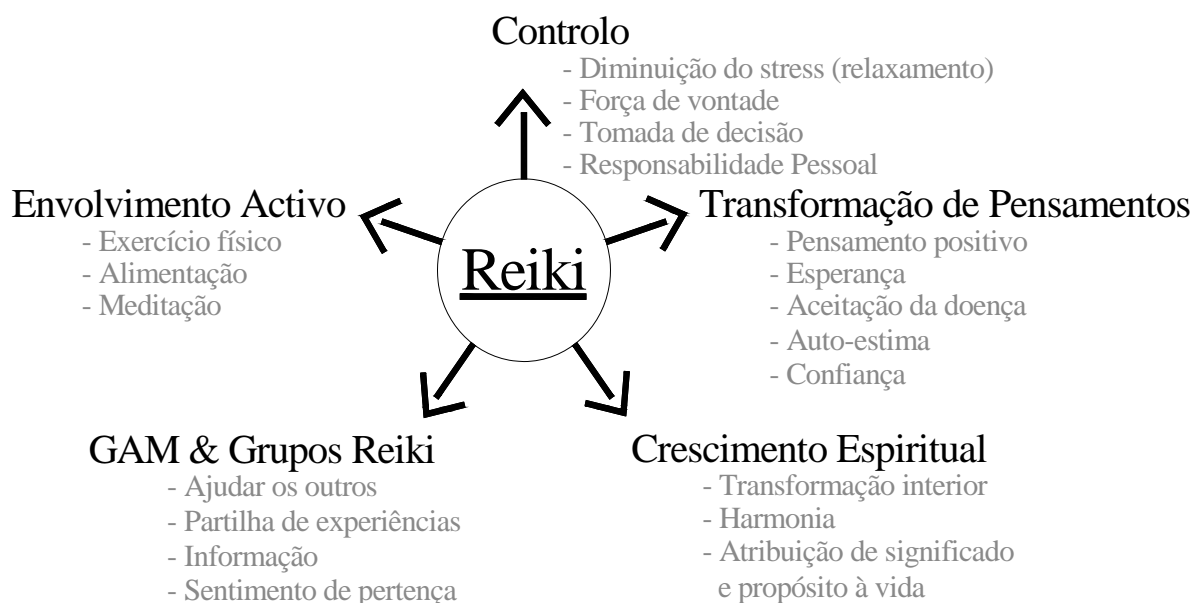 Controlo
- Diminuição do stress (relaxamento)
- Força de vontade
- Tomada de decisão
- Responsabilidade Pessoal
Envolvimento Activo
- Exercício físico
- Alimentação
- Meditação
Reiki
Transformação de Pensamentos
- Pensamento positivo
- Esperança
- Aceitação da doença
- Auto-estima
- Confiança
GAM & Grupos Reiki
- Ajudar os outros
- Partilha de experiências
- Informação
- Sentimento de pertença
Crescimento Espiritual
- Transformação interior
- Harmonia
- Atribuição de significado
e propósito à vida